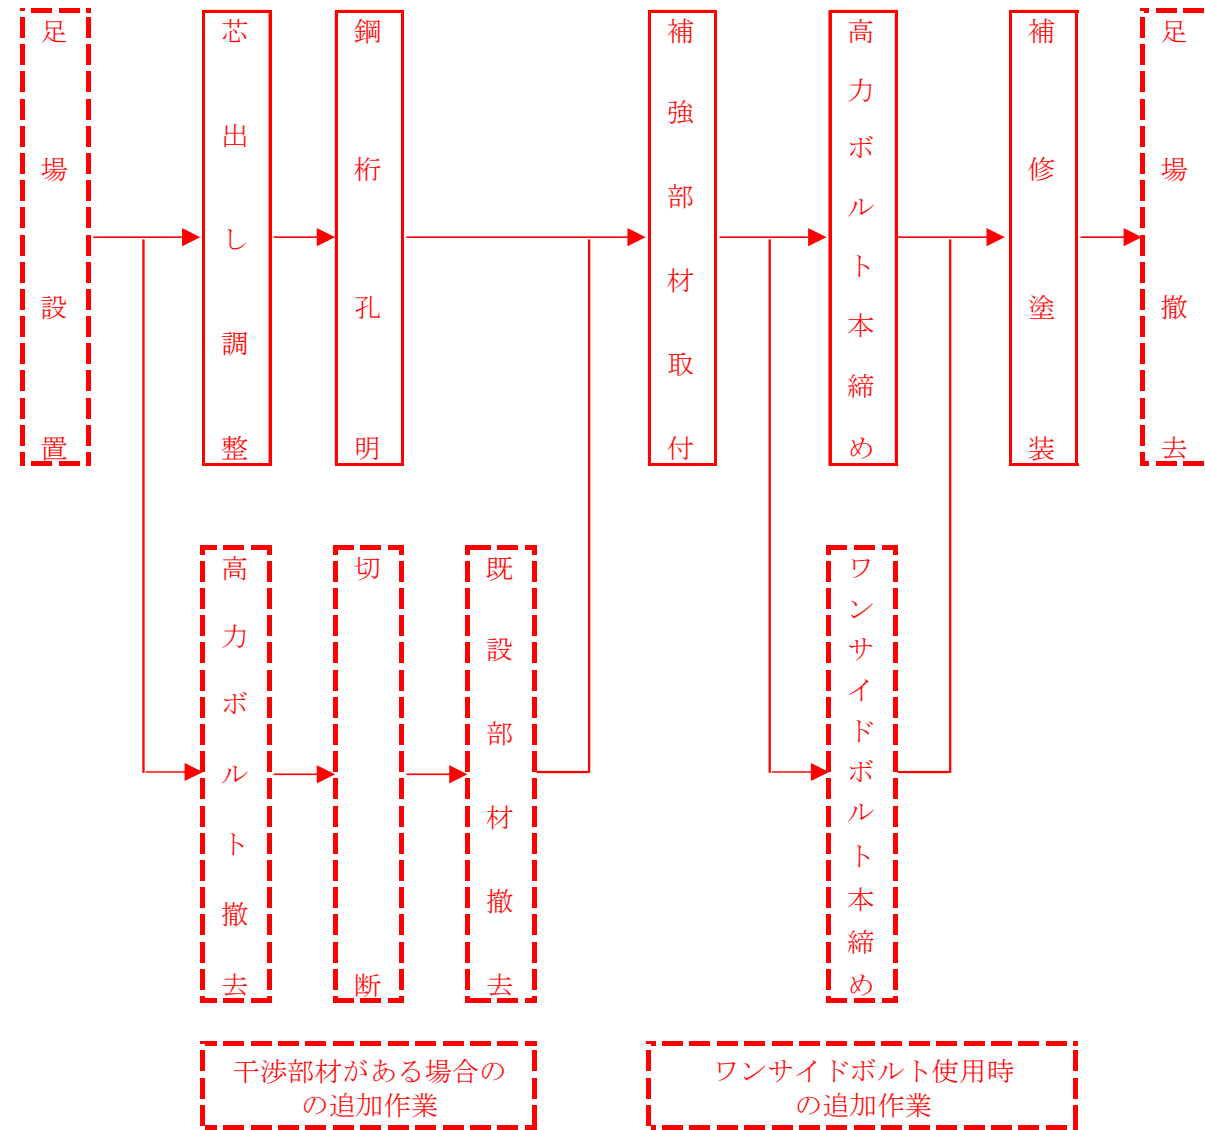 足場設置
芯出し調整
鋼桁孔明
補強部材取付
高力ボルト本締め
補修塗装
足場撤去
高力ボルト撤去
切断
既設部材撤去
ワンサイドボルト本締め
干渉部材がある場合の
の追加作業
ワンサイドボルト使用時
の追加作業